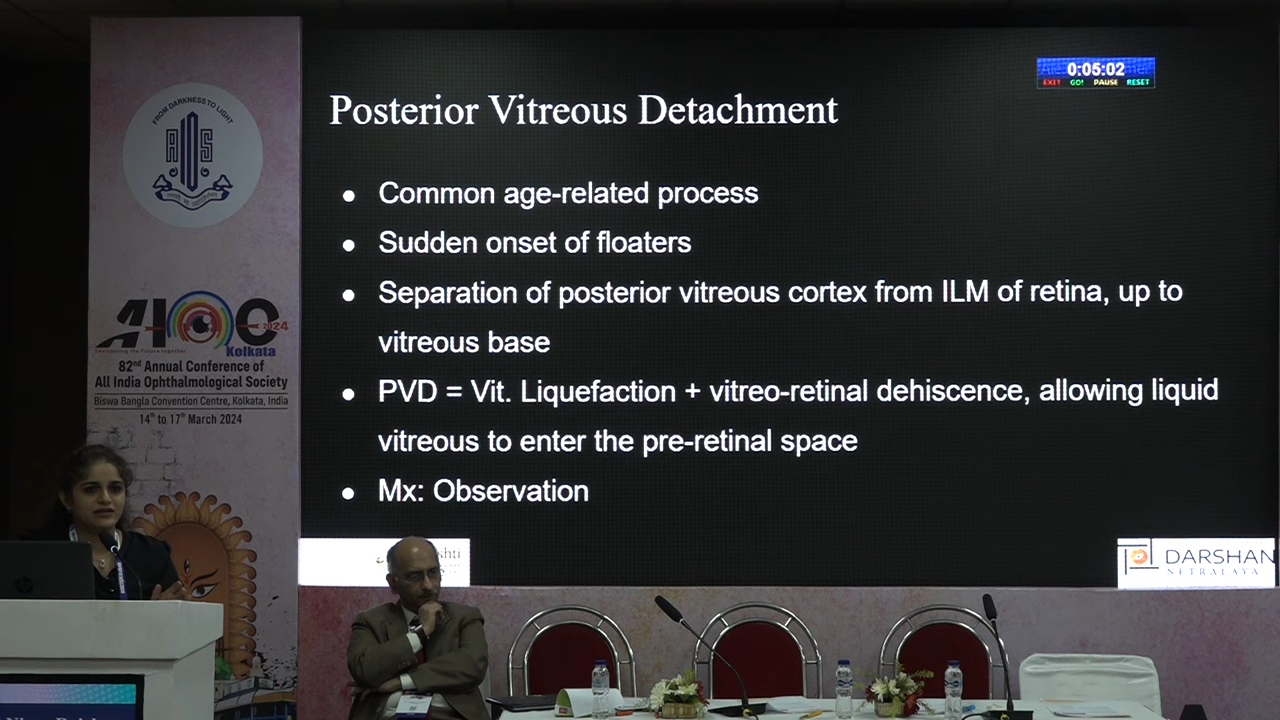 0:05:02
EXIT GO! PAUSE RESET
Posterior Vitreous Detachment
● Common age-related process
● Sudden onset of floaters
● Separation of posterior vitreous cortex from ILM of retina, up to
vitreous base
● PVD = Vit. Liquefaction + vitreo-retinal dehiscence, allowing liquid
vitreous to enter the pre-retinal space
● Mx: Observation
DARSHAN
NETRALAYA
FROM DARKNESS TO LIGHT
AIOS
AIOC 2024
Kolkata
82nd Annual Conference of
All India Ophthalmological Society
Biswa Bangla Convention Centre, Kolkata, India
14th to 17th March 2024
hp